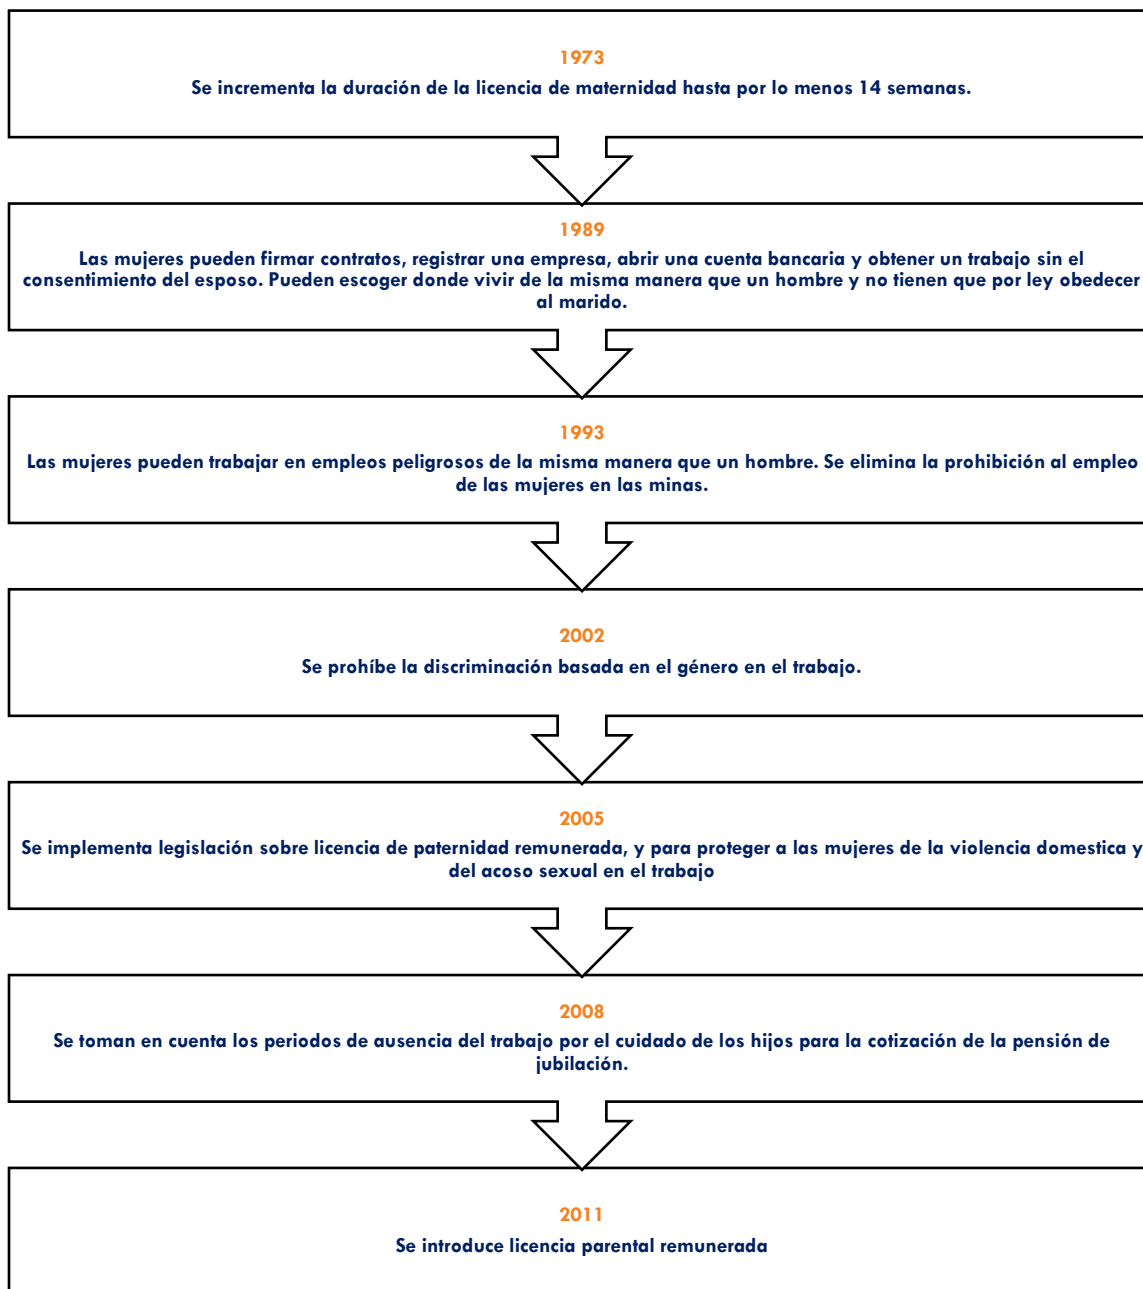 1973
Se incrementa la duración de la licencia de maternidad hasta por lo menos 14 semanas.
1989
Las mujeres pueden firmar contratos, registrar una empresa, abrir una cuenta bancaria y obtener un trabajo sin el
consentimiento del esposo. Pueden escoger donde vivir de la misma manera que un hombre y no tienen que por ley obedecer
al marido.
1993
Las mujeres pueden trabajar en empleos peligrosos de la misma manera que un hombre. Se elimina la prohibición al empleo
de las mujeres en las minas.
2002
Se prohíbe la discriminación basada en el género en el trabajo.
2005
Se implementa legislación sobre licencia de paternidad remunerada, y para proteger a las mujeres de la violencia domestica y
del acoso sexual en el trabajo
2008
Se toman en cuenta los periodos de ausencia del trabajo por el cuidado de los hijos para la cotización de la pensión de
jubilación.
2011
Se introduce licencia parental remunerada